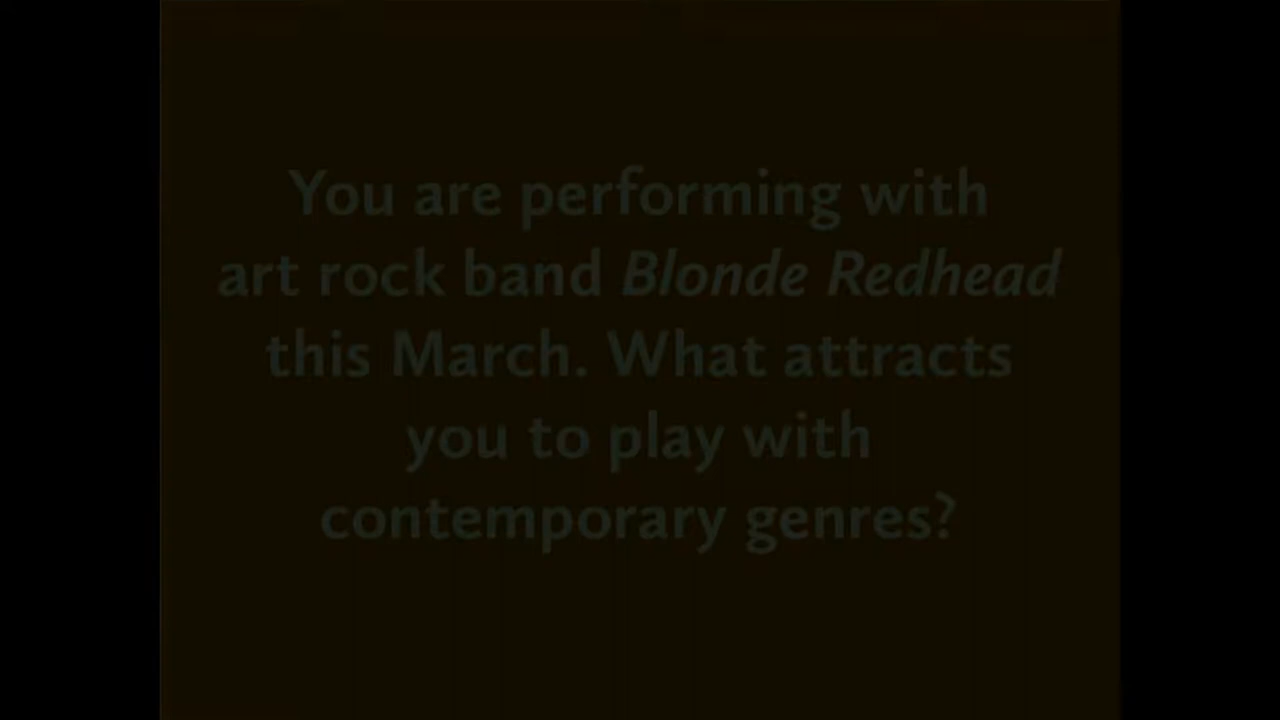 You are performing with
art rock band Blonde Redhead
this March. What attracts
you to play with
contemporary genres?